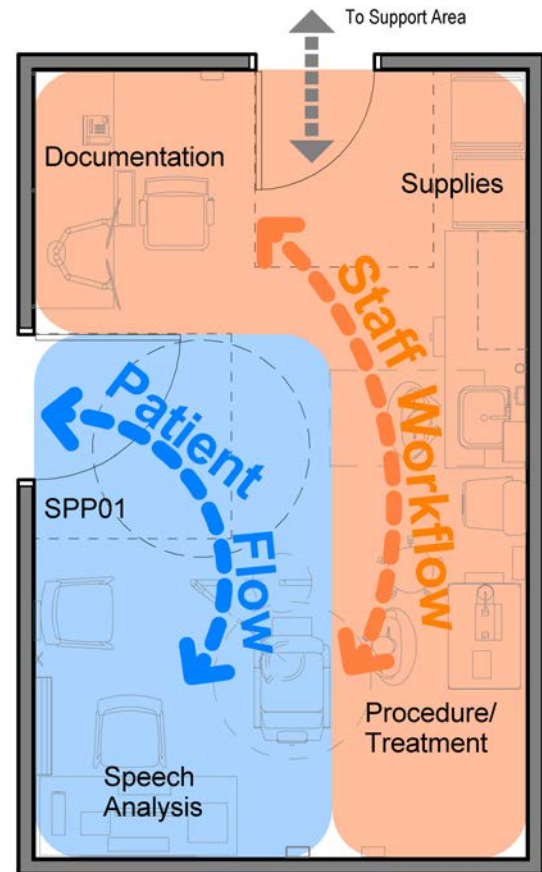 To Support Area
Documentation
Supplies
Staff Workflow
Patient
Flow
SPP01
Procedure/
Treatment
Speech
Analysis